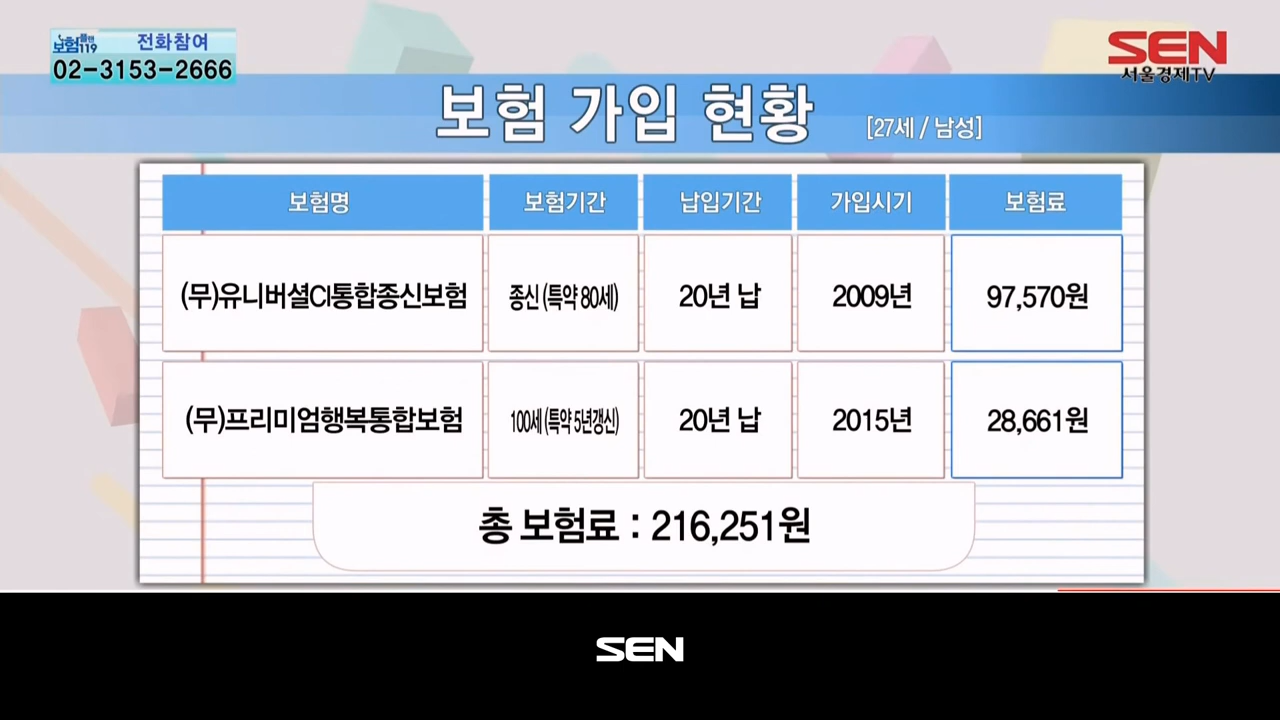 보험플랜119 전화참여
02-3153-2666
SEN
서울경제TV
보험 가입 현황 [27세 / 남성]
보험명 보험기간 납입기간 가입시기 보험료
(무)유니버셜CI통합종신보험 종신 (특약 80세) 20년 납 2009년 97,570원
(무)프리미엄행복통합보험 100세 (특약 5년갱신) 20년 납 2015년 28,661원
총 보험료 : 216,251원
SEN